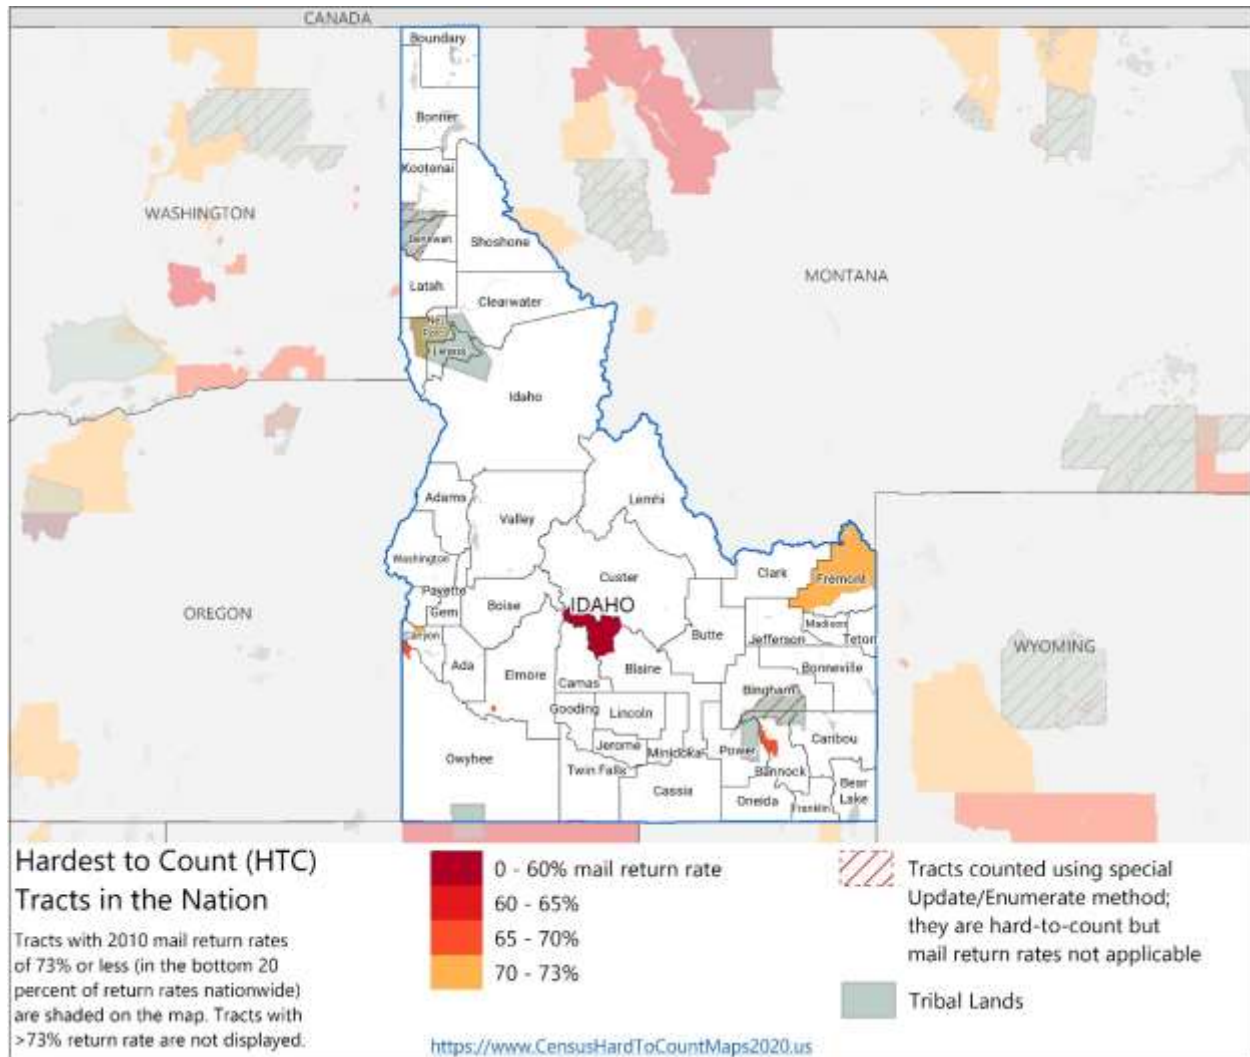 CANADA
Boundary
Bonner
Kootenai
WASHINGTON
Shoshone
MONTANA
Latah
Clearwater
Idaho
Adams
Lemhi
Valley
Washington
Clark
Fremont
Custer
Payette
Boise
IDAHO
OREGON
Gem
Madison
Canyon
Butte
Jefferson
Teton
WYOMING
Ada
Elmore
Blaine
Bonneville
Camas
Bingham
Gooding
Lincoln
Jerome
Minidoka
Power
Caribou
Owyhee
Twin Falls
Bannock
Cassia
Bear
Lake
Oneida
Franklin
Hardest to Count (HTC)
Tracts in the Nation
Tracts with 2010 mail return rates
of 73% or less (in the bottom 20
percent of return rates nationwide)
are shaded on the map. Tracts with
>73% return rate are not displayed.
0 - 60% mail return rate
60 - 65%
65 - 70%
70 - 73%
https://www.CensusHardToCountMaps2020.us
Tracts counted using special
Update/Enumerate method;
they are hard-to-count but
mail return rates not applicable
Tribal Lands